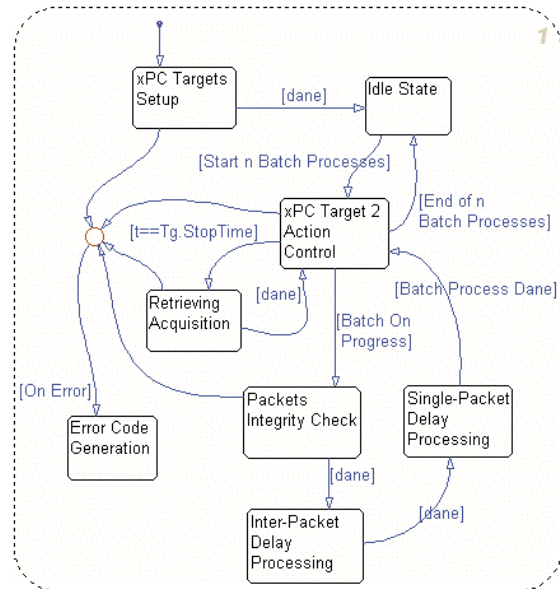 1
xPC Targets
Setup
[dane]
Idle State
[Start n Batch Processes]
xPC Target 2
Action
Control
[End of n
Batch Processes]
[t==Tg.StopTime]
Retrieving
Acquisition
[dane]
[Batch Process Dane]
[Batch On
Progress]
[On Error]
Error Code
Generation
Packets
Integrity Check
Single-Packet
Delay
Processing
[dane]
Inter-Packet
Delay
Processing
[dane]